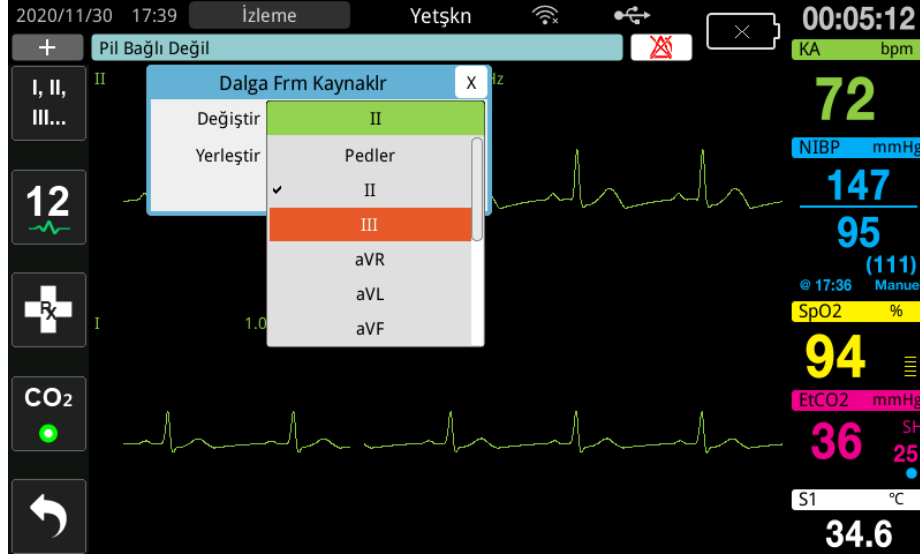 2020/11/30 17:39 İzleme Yetşkn 00:05:12
+ Pil Bağlı Değil
KA bpm
72
NIBP mmHg
147
95
(111)
@ 17:36 Manue
SpO2 %
94
EtCO2 mmHg
36
SH
25
S1 °C
34.6
I, II,
III...
12
Rx
CO2
II
Hz
Dalga Frm Kaynaklr X
Değiştir II
Yerleştir
Pedler
✓ II
III
aVR
aVL
aVF
I 1.0